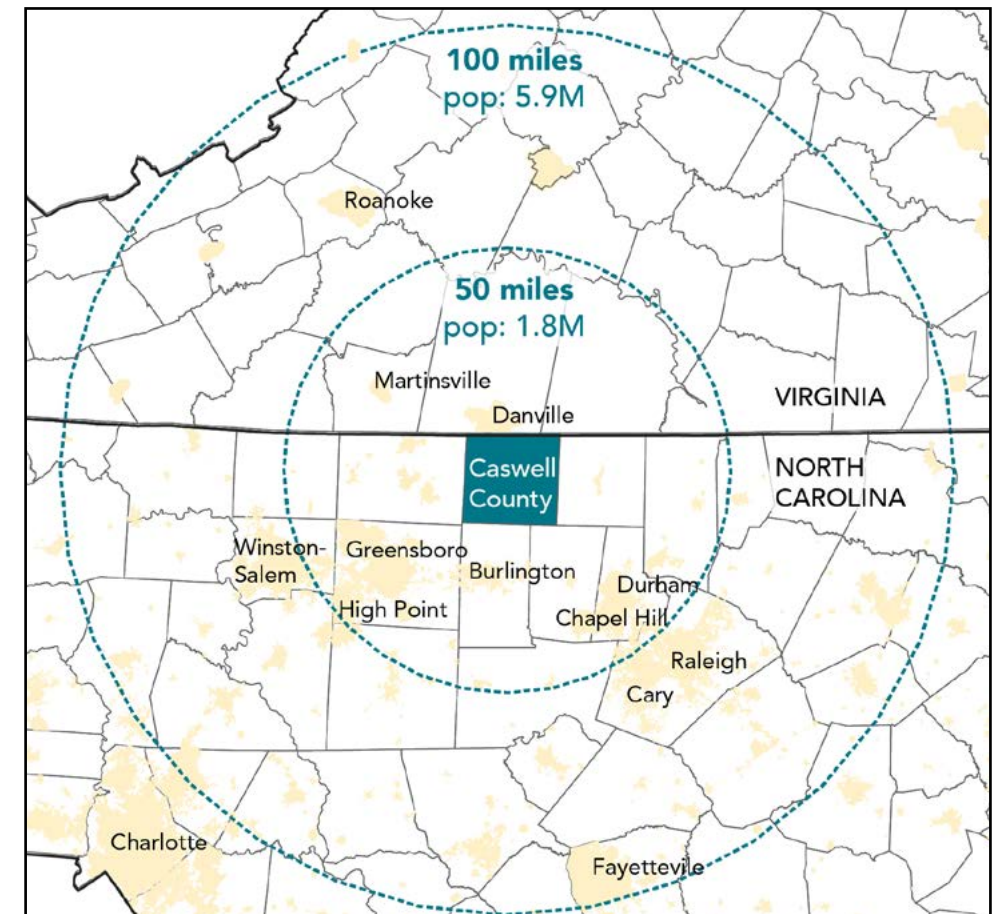 100 miles
pop: 5.9M
Roanoke
50 miles
pop: 1.8M
Martinsville
Danville
VIRGINIA
Caswell
County
NORTH
CAROLINA
Winston-
Salem
Greensboro
Burlington
High Point
Durham
Chapel Hill
Raleigh
Cary
Charlotte
Fayettevile